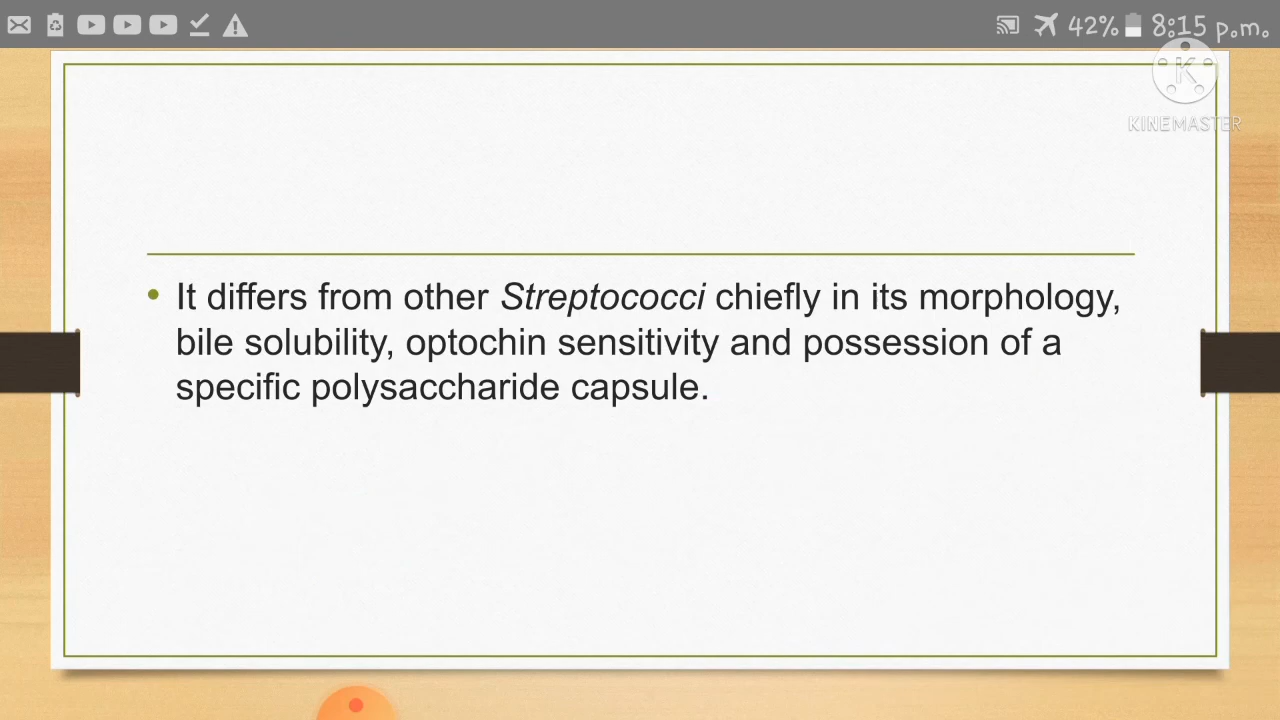 42% 8:15 p.m.
K
KINEMASTER
• It differs from other Streptococci chiefly in its morphology,
bile solubility, optochin sensitivity and possession of a
specific polysaccharide capsule.